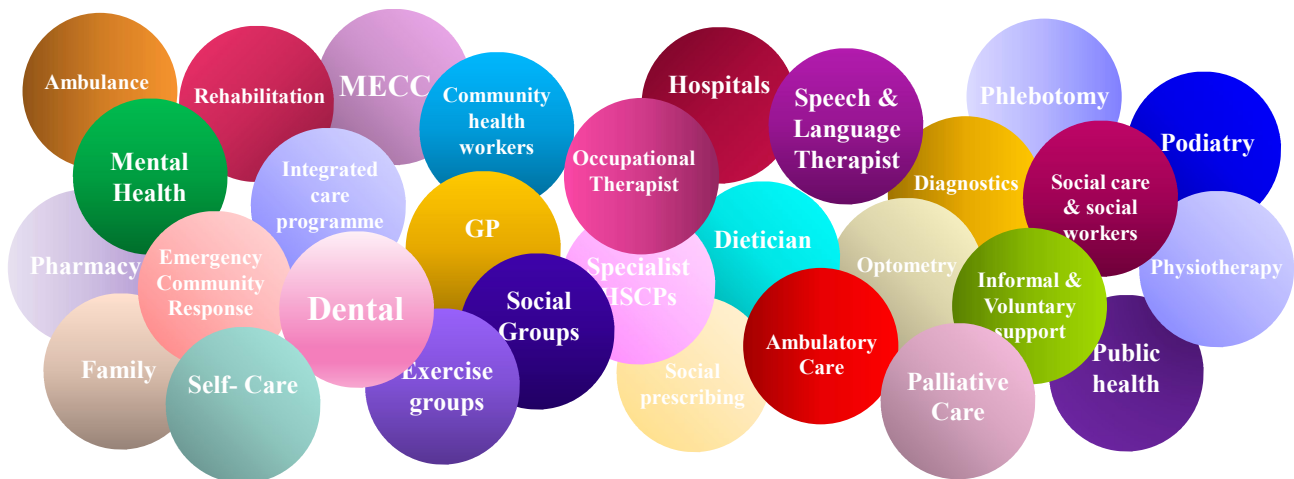 Ambulance
Rehabilitation
MECC
Community
health
workers
Hospitals
Speech &
Language
Therapist
Phlebotomy
Podiatry
Mental
Health
Integrated
care
programme
Occupational
Therapist
Diagnostics
Social care
& social
workers
GP
Dietician
Pharmacy
Emergency
Community
Response
Dental
Social
Groups
Specialist
HSCPs
Optometry
Informal &
Voluntary
support
Physiotherapy
Family
Self- Care
Exercise
groups
Social
prescribing
Ambulatory
Care
Palliative
Care
Public
health